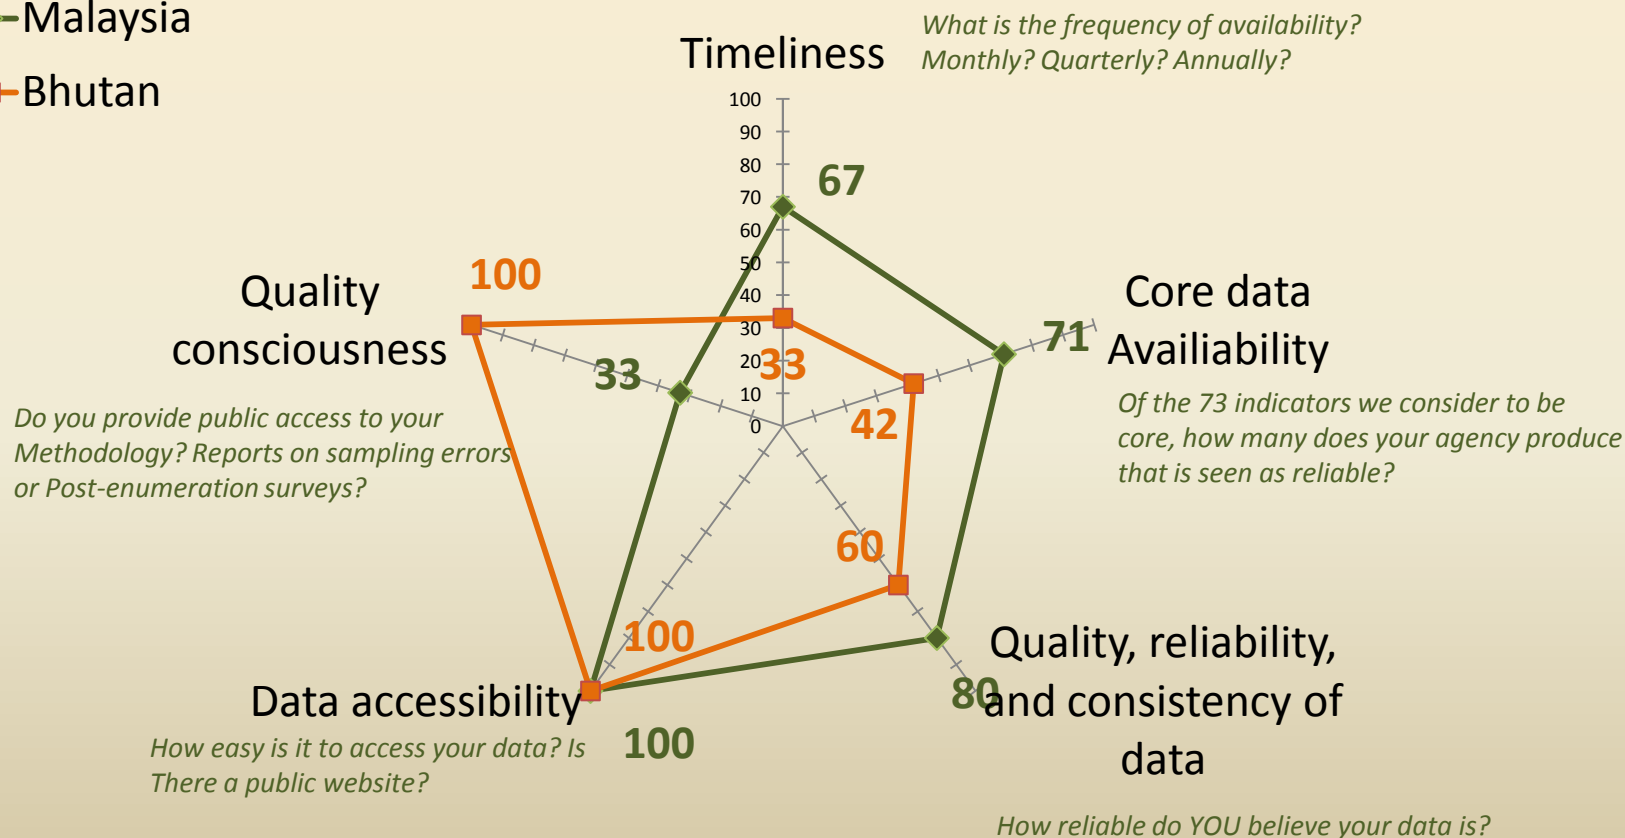 Malaysia
Bhutan
Timeliness
What is the frequency of availability?
Monthly? Quarterly? Annually?
100
90
80
70
60
50
40
30
20
10
0
67
33
Core data
Availiability
71
42
Of the 73 indicators we consider to be
core, how many does your agency produce
that is seen as reliable?
Quality, reliability,
and consistency of
data
60
80
How reliable do YOU believe your data is?
Data accessibility
100
100
How easy is it to access your data? Is
There a public website?
Quality
consciousness
100
33
Do you provide public access to your
Methodology? Reports on sampling errors
or Post-enumeration surveys?